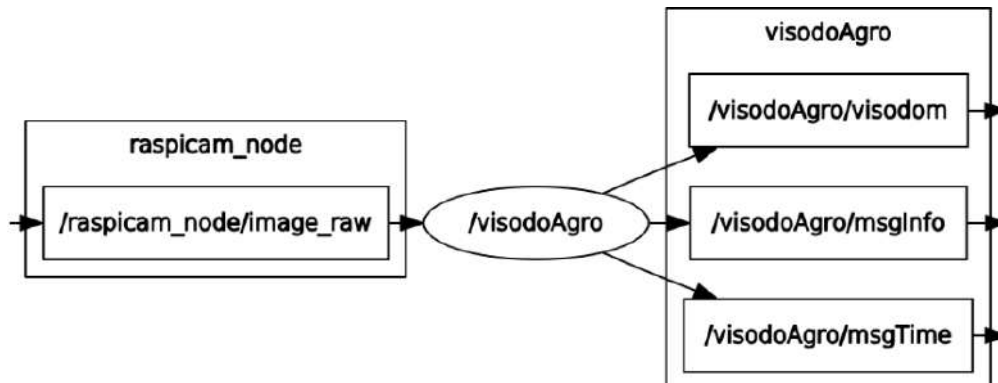 raspicam_node
/raspicam_node/image_raw
/visodoAgro
visodoAgro
/visodoAgro/visodom
/visodoAgro/msgInfo
/visodoAgro/msgTime